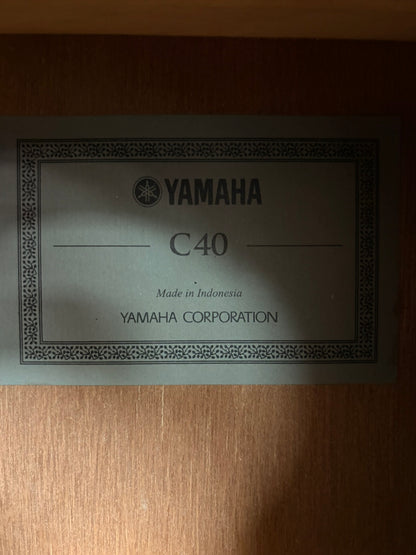 YAMAHA
C40
Made in Indonesia
YAMAHA CORPORATION